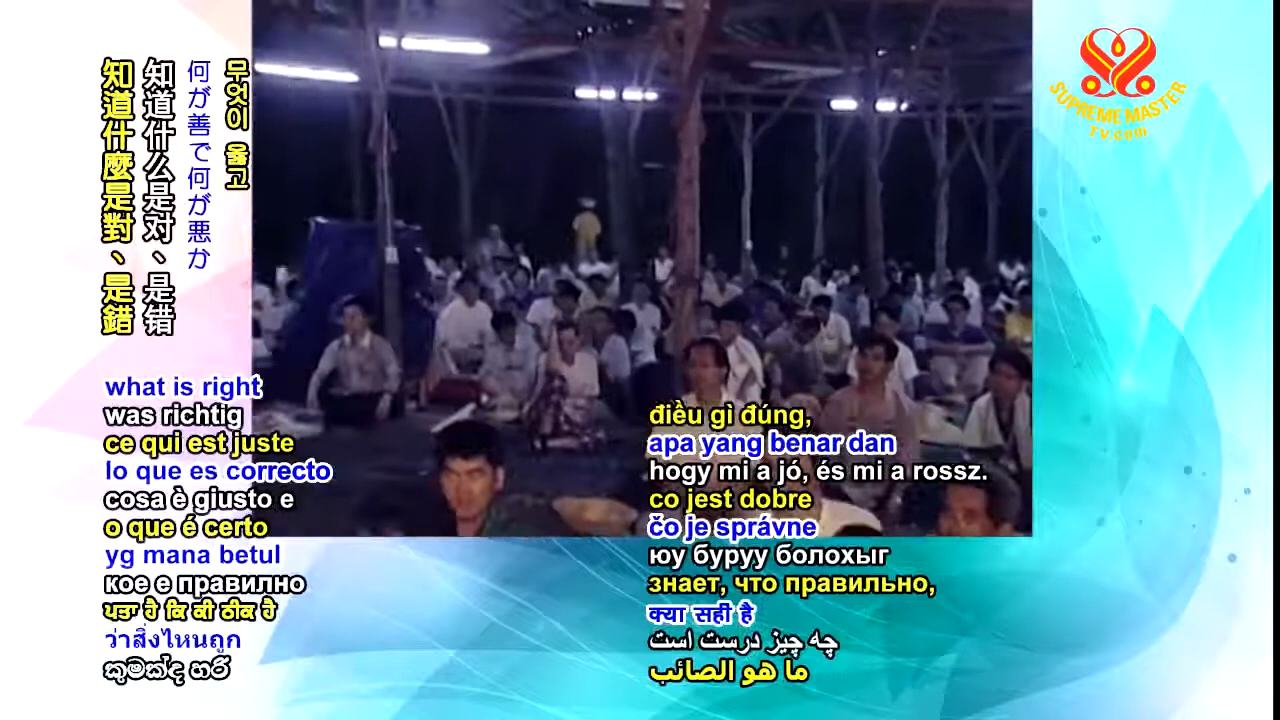 知道什麼是對、是錯
知道什么是对、是错
何が善で何が悪か
무엇이 옳고
SUPREME MASTER
TV.com
what is right
was richtig
ce qui est juste
lo que es correcto
cosa è giusto e
o que é certo
yg mana betul
кое е правилно
ਪਤਾ ਹੈ ਕਿ ਕੀ ਠੀਕ ਹੈ
ว่าสิ่งไหนถูก
කුමක්ද හරි
điều gì đúng,
apa yang benar dan
hogy mi a jó, és mi a rossz.
co jest dobre
čo je správne
юу буруу болохыг
знает, что правильно,
क्या सही है
چه چیز درست است
ما هو الصائب